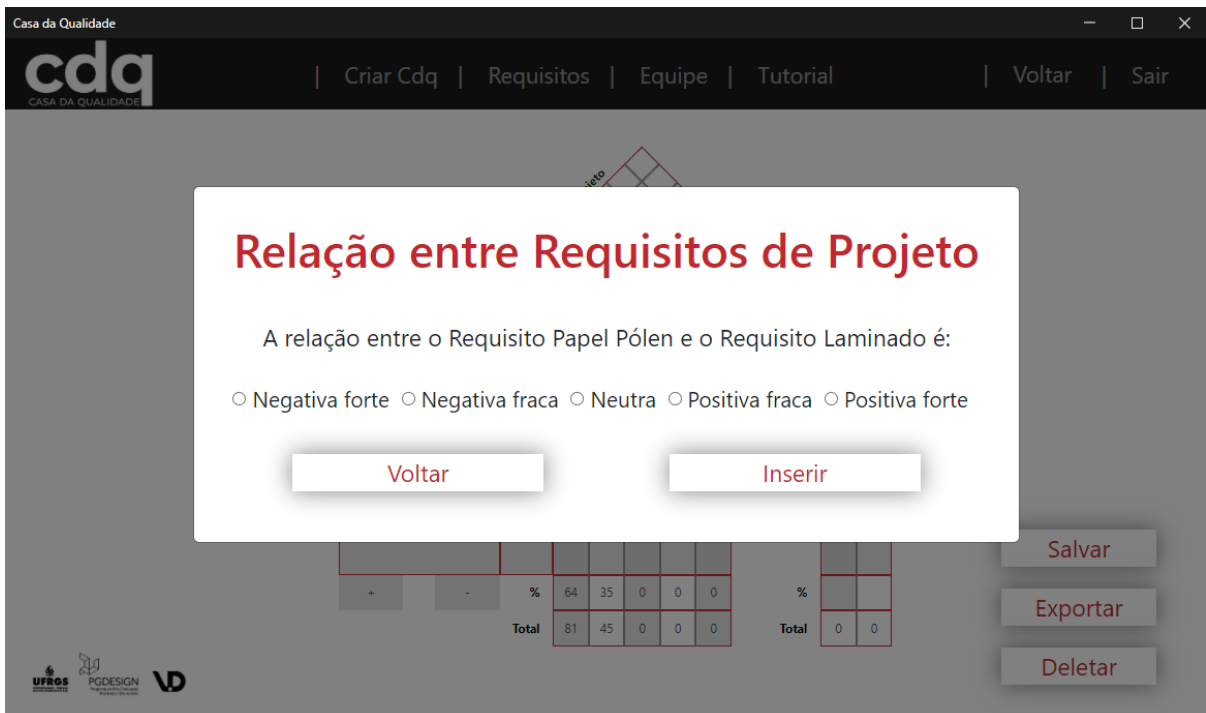 Casa da Qualidade
cdq
CASA DA QUALIDADE
| Criar Cdq | Requisitos | Equipe | Tutorial | Voltar | Sair
jeto
Relação entre Requisitos de Projeto
A relação entre o Requisito Papel Pólen e o Requisito Laminado é:
Negativa forte Negativa fraca Neutra Positiva fraca Positiva forte
Voltar Inserir
Salvar
+ - % 64 35 0 0 0 %
Exportar
Total 81 45 0 0 0 Total 0 0
Deletar
UFRGS PGDESIGN VD